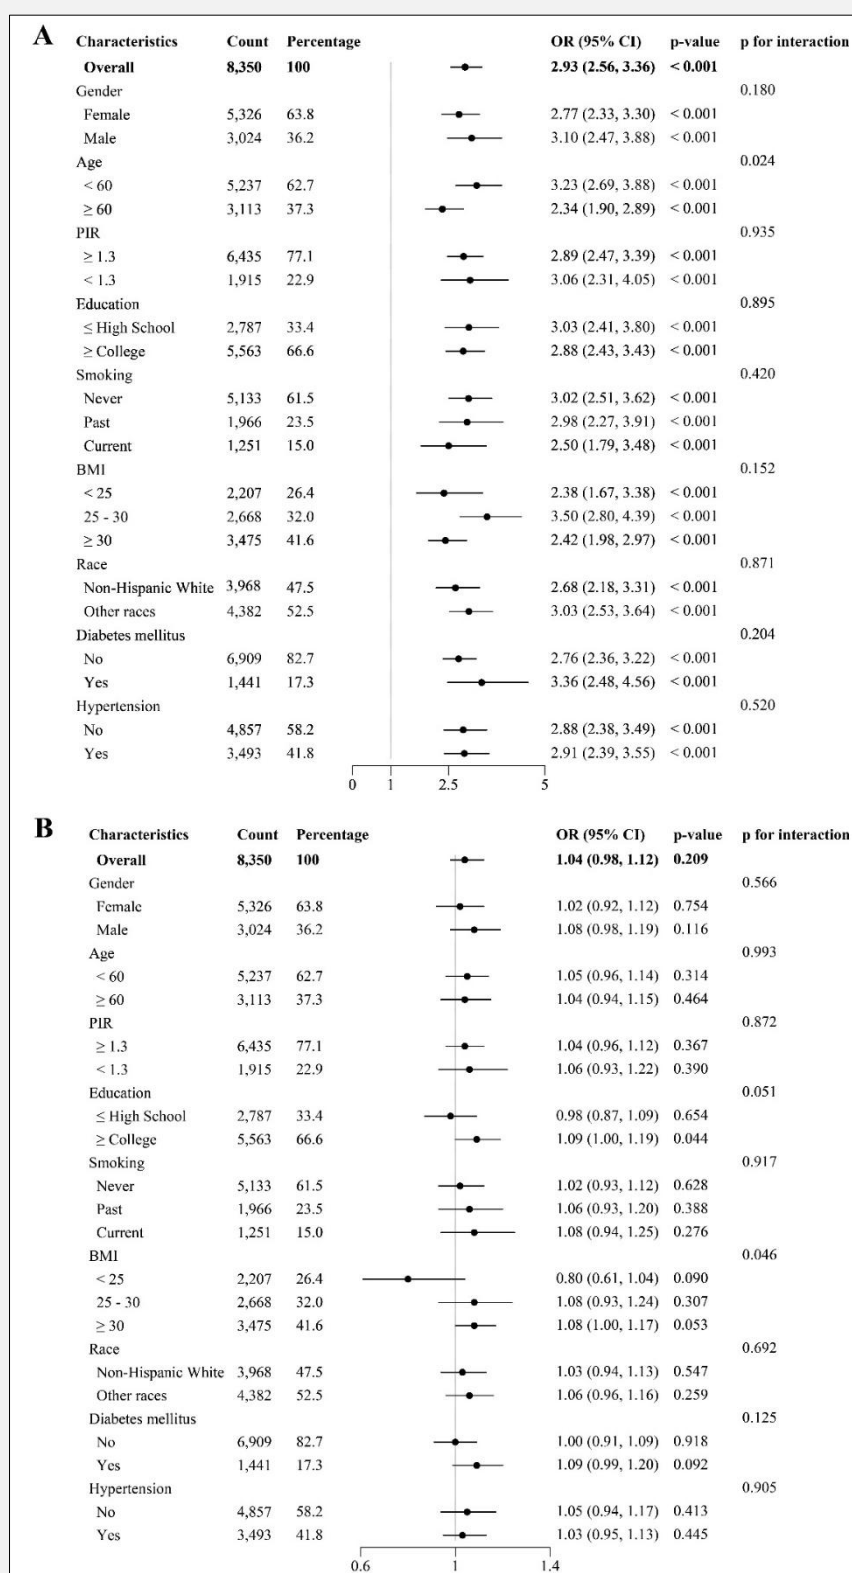 A
Characteristics Count Percentage OR (95% CI) p-value p for interaction
Overall 8,350 100 2.93 (2.56, 3.36) < 0.001
Gender 0.180
Female 5,326 63.8 2.77 (2.33, 3.30) < 0.001
Male 3,024 36.2 3.10 (2.47, 3.88) < 0.001
Age 0.024
< 60 5,237 62.7 3.23 (2.69, 3.88) < 0.001
≥ 60 3,113 37.3 2.34 (1.90, 2.89) < 0.001
PIR 0.935
≥ 1.3 6,435 77.1 2.89 (2.47, 3.39) < 0.001
< 1.3 1,915 22.9 3.06 (2.31, 4.05) < 0.001
Education 0.895
≤ High School 2,787 33.4 3.03 (2.41, 3.80) < 0.001
≥ College 5,563 66.6 2.88 (2.43, 3.43) < 0.001
Smoking 0.420
Never 5,133 61.5 3.02 (2.51, 3.62) < 0.001
Past 1,966 23.5 2.98 (2.27, 3.91) < 0.001
Current 1,251 15.0 2.50 (1.79, 3.48) < 0.001
BMI 0.152
< 25 2,207 26.4 2.38 (1.67, 3.38) < 0.001
25 - 30 2,668 32.0 3.50 (2.80, 4.39) < 0.001
≥ 30 3,475 41.6 2.42 (1.98, 2.97) < 0.001
Race 0.871
Non-Hispanic White 3,968 47.5 2.68 (2.18, 3.31) < 0.001
Other races 4,382 52.5 3.03 (2.53, 3.64) < 0.001
Diabetes mellitus 0.204
No 6,909 82.7 2.76 (2.36, 3.22) < 0.001
Yes 1,441 17.3 3.36 (2.48, 4.56) < 0.001
Hypertension 0.520
No 4,857 58.2 2.88 (2.38, 3.49) < 0.001
Yes 3,493 41.8 2.91 (2.39, 3.55) < 0.001
0 1 2.5 5
B
Characteristics Count Percentage OR (95% CI) p-value p for interaction
Overall 8,350 100 1.04 (0.98, 1.12) 0.209
Gender 0.566
Female 5,326 63.8 1.02 (0.92, 1.12) 0.754
Male 3,024 36.2 1.08 (0.98, 1.19) 0.116
Age 0.993
< 60 5,237 62.7 1.05 (0.96, 1.14) 0.314
≥ 60 3,113 37.3 1.04 (0.94, 1.15) 0.464
PIR 0.872
≥ 1.3 6,435 77.1 1.04 (0.96, 1.12) 0.367
< 1.3 1,915 22.9 1.06 (0.93, 1.22) 0.390
Education 0.051
≤ High School 2,787 33.4 0.98 (0.87, 1.09) 0.654
≥ College 5,563 66.6 1.09 (1.00, 1.19) 0.044
Smoking 0.917
Never 5,133 61.5 1.02 (0.93, 1.12) 0.628
Past 1,966 23.5 1.06 (0.93, 1.20) 0.388
Current 1,251 15.0 1.08 (0.94, 1.25) 0.276
BMI 0.046
< 25 2,207 26.4 0.80 (0.61, 1.04) 0.090
25 - 30 2,668 32.0 1.08 (0.93, 1.24) 0.307
≥ 30 3,475 41.6 1.08 (1.00, 1.17) 0.053
Race 0.692
Non-Hispanic White 3,968 47.5 1.03 (0.94, 1.13) 0.547
Other races 4,382 52.5 1.06 (0.96, 1.16) 0.259
Diabetes mellitus 0.125
No 6,909 82.7 1.00 (0.91, 1.09) 0.918
Yes 1,441 17.3 1.09 (0.99, 1.20) 0.092
Hypertension 0.905
No 4,857 58.2 1.05 (0.94, 1.17) 0.413
Yes 3,493 41.8 1.03 (0.95, 1.13) 0.445
0.6 1 1.4